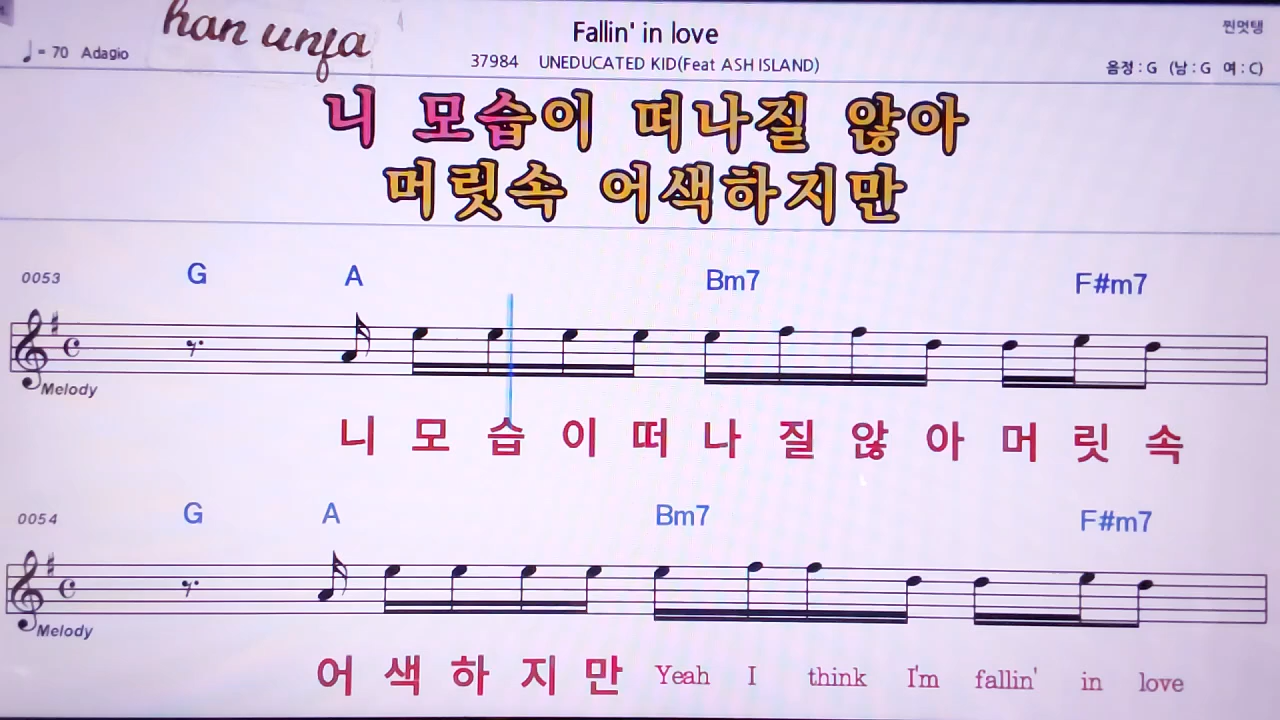 han unja
Fallin' in love
찐멋탱
♩= 70 Adagio
37984 UNEDUCATED KID(Feat ASH ISLAND)
음정 : G (남 : G 여 : C)
니 모습이 떠나질 않아
머릿속 어색하지만
0053 G A Bm7 F#m7
Melody
니 모 습 이 떠 나 질 않 아 머 릿 속
0054 G A Bm7 F#m7
Melody
어 색 하 지 만 Yeah I think I'm fallin' in love